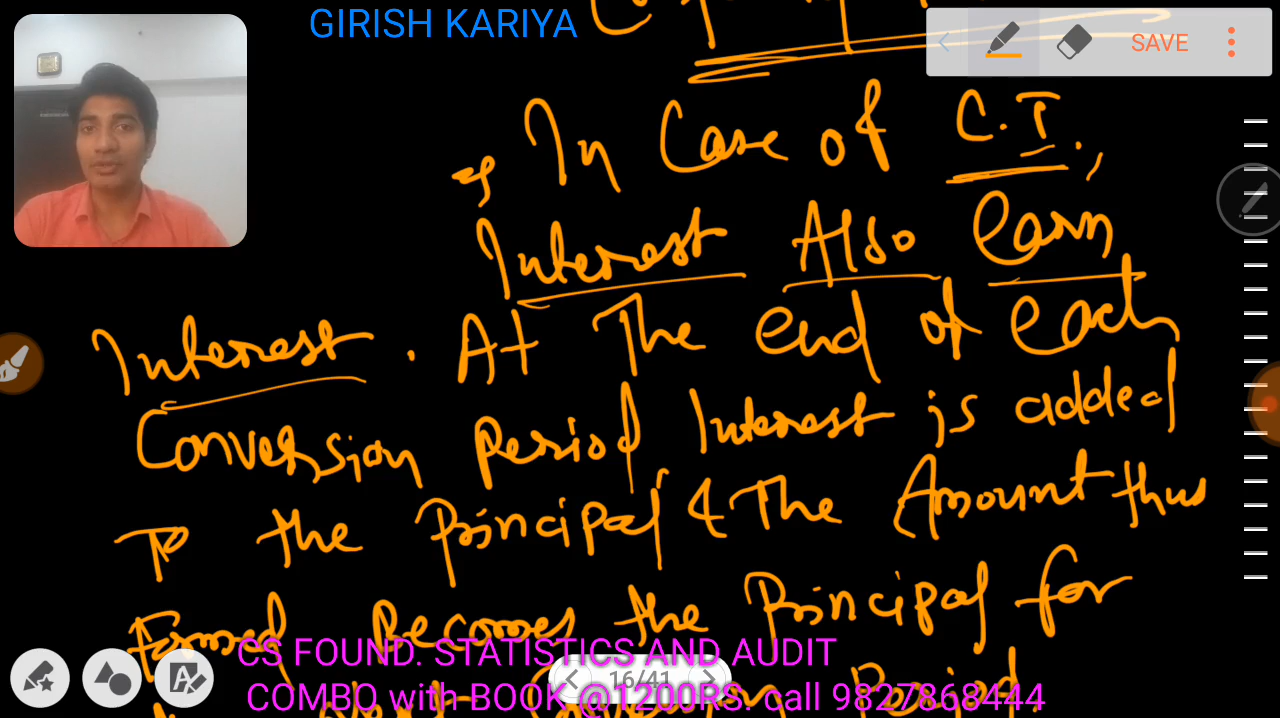 GIRISH KARIYA
SAVE
In Case of C.I.,
Interest Also earn
Interest. At The end of each
Conversion Period Interest is added
To the Principal & The Amount thus
Formed Becomes the Principal for
CS FOUND. STATISTICS AND AUDIT
16/41
Period
COMBO with BOOK @1200RS. call 9827868444